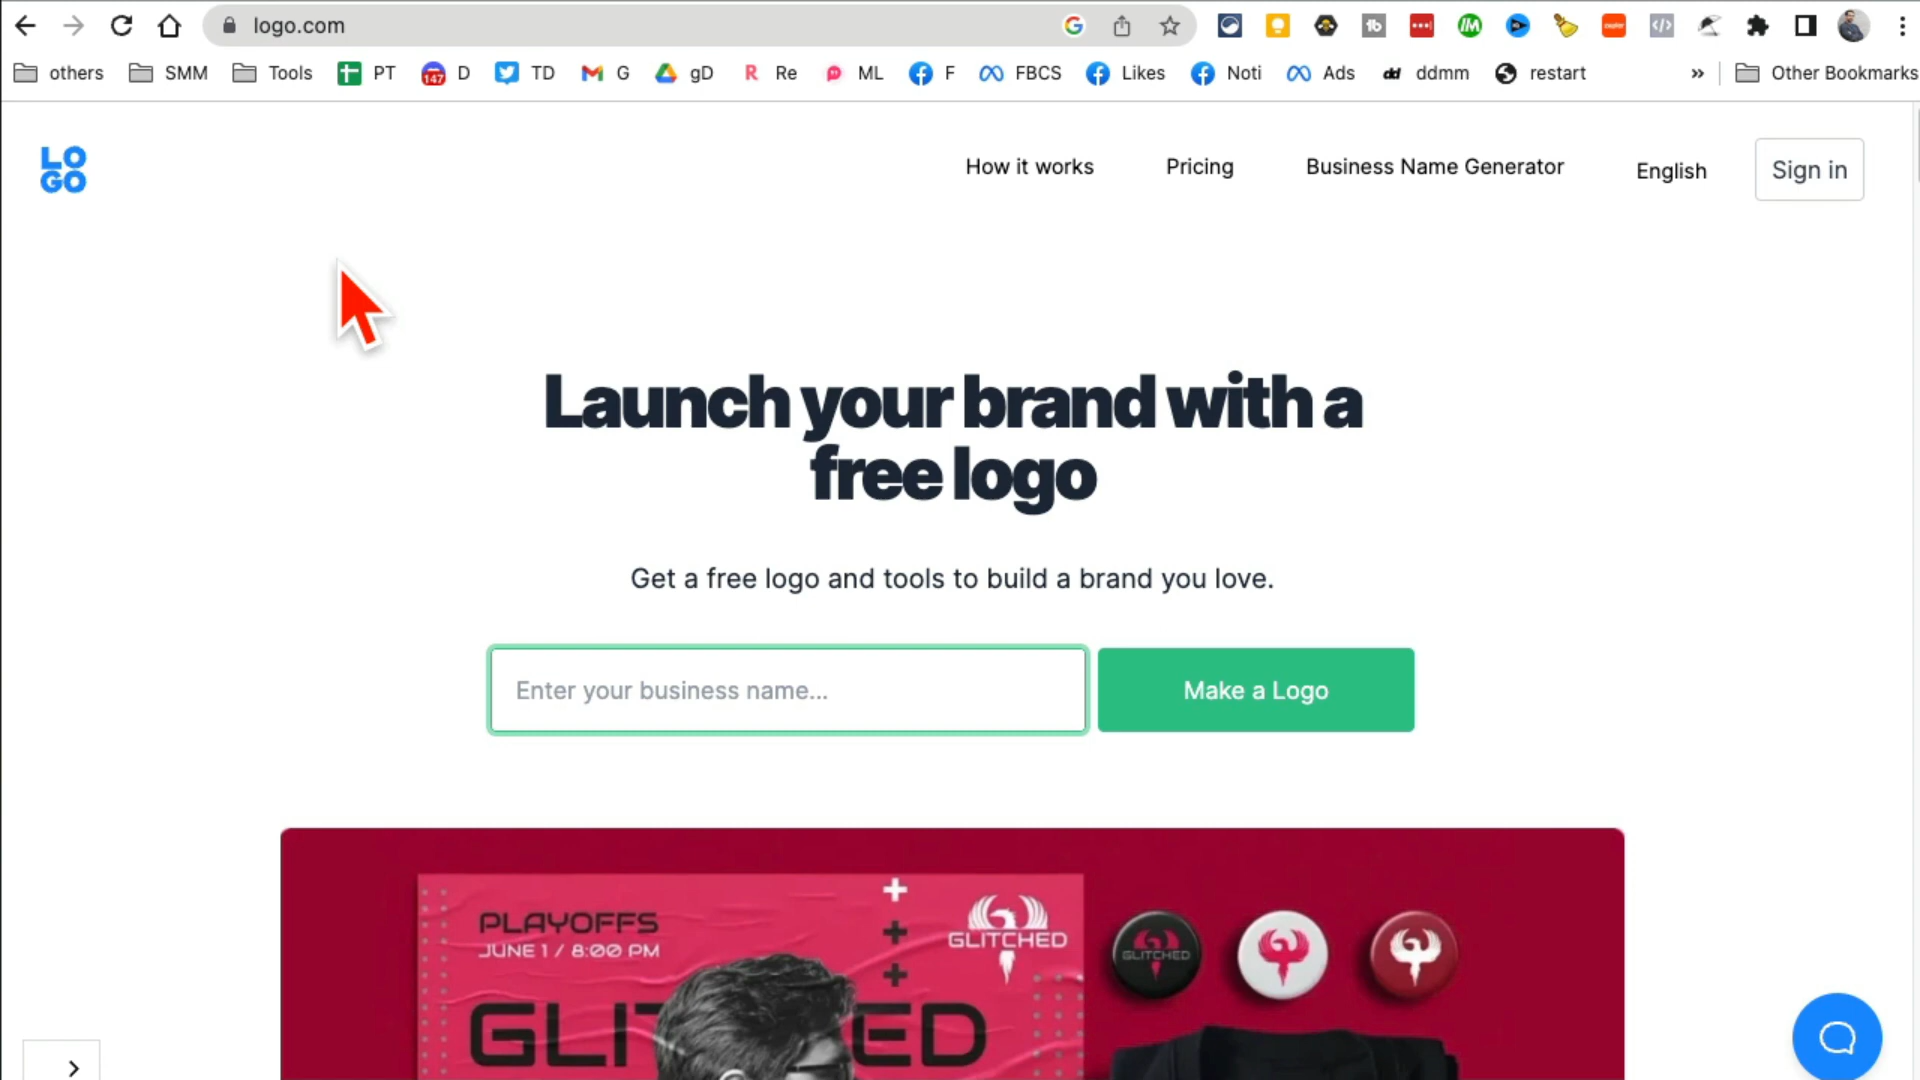 logo.com
others SMM Tools PT 147 D TD G gD R Re ML F FBCS Likes Noti Ads dd ddmm restart » Other Bookmarks
LO
GO
How it works Pricing Business Name Generator English Sign in
Launch your brand with a
free logo
Get a free logo and tools to build a brand you love.
Enter your business name... Make a Logo
PLAYOFFS
JUNE 1 / 8:00 PM
GLITCHED
GLITCHED